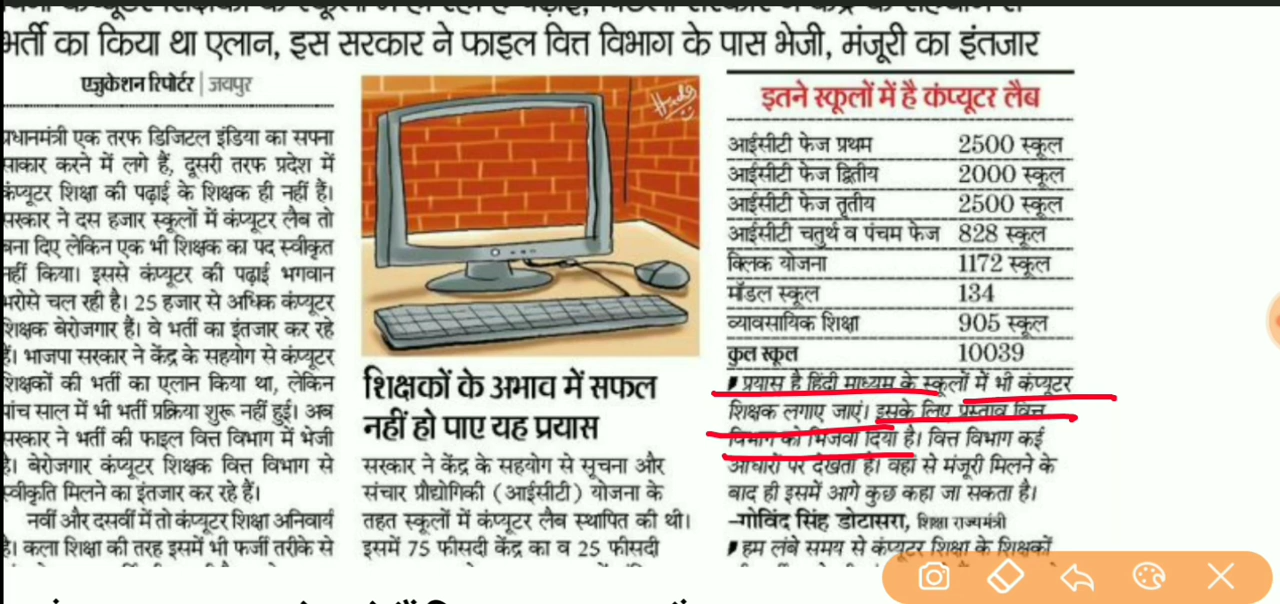 भर्ती का किया था एलान, इस सरकार ने फाइल वित्त विभाग के पास भेजी, मंजूरी का इंतजार
एजुकेशन रिपोर्टर | जयपुर
प्रधानमंत्री एक तरफ डिजिटल इंडिया का सपना
साकार करने में लगे हैं, दूसरी तरफ प्रदेश में
कंप्यूटर शिक्षा की पढ़ाई के शिक्षक ही नहीं हैं।
सरकार ने दस हजार स्कूलों में कंप्यूटर लैब तो
बना दिए लेकिन एक भी शिक्षक का पद स्वीकृत
नहीं किया। इससे कंप्यूटर की पढ़ाई भगवान
भरोसे चल रही है। 25 हजार से अधिक कंप्यूटर
शिक्षक बेरोजगार हैं। वे भर्ती का इंतजार कर रहे
हैं। भाजपा सरकार ने केंद्र के सहयोग से कंप्यूटर
शिक्षकों की भर्ती का एलान किया था, लेकिन
पांच साल में भी भर्ती प्रक्रिया शुरू नहीं हुई। अब
सरकार ने भर्ती की फाइल वित्त विभाग में भेजी
है। बेरोजगार कंप्यूटर शिक्षक वित्त विभाग से
स्वीकृति मिलने का इंतजार कर रहे हैं।
नवीं और दसवीं में तो कंप्यूटर शिक्षा अनिवार्य
है। कला शिक्षा की तरह इसमें भी फर्जी तरीके से
शिक्षकों के अभाव में सफल
नहीं हो पाए यह प्रयास
सरकार ने केंद्र के सहयोग से सूचना और
संचार प्रौद्योगिकी (आईसीटी) योजना के
तहत स्कूलों में कंप्यूटर लैब स्थापित की थी।
इसमें 75 फीसदी केंद्र का व 25 फीसदी
इतने स्कूलों में है कंप्यूटर लैब
आईसीटी फेज प्रथम 2500 स्कूल
आईसीटी फेज द्वितीय 2000 स्कूल
आईसीटी फेज तृतीय 2500 स्कूल
आईसीटी चतुर्थ व पंचम फेज 828 स्कूल
क्लिक योजना 1172 स्कूल
मॉडल स्कूल 134
व्यावसायिक शिक्षा 905 स्कूल
कुल स्कूल 10039
प्रयास है हिंदी माध्यम के स्कूलों में भी कंप्यूटर
शिक्षक लगाए जाएं। इसके लिए प्रस्ताव वित्त
विभाग को भिजवा दिया है। वित्त विभाग कई
आधारों पर देखता है। वहां से मंजूरी मिलने के
बाद ही इसमें आगे कुछ कहा जा सकता है।
–गोविंद सिंह डोटासरा, शिक्षा राज्यमंत्री
हम लंबे समय से कंप्यूटर शिक्षा के शिक्षकों